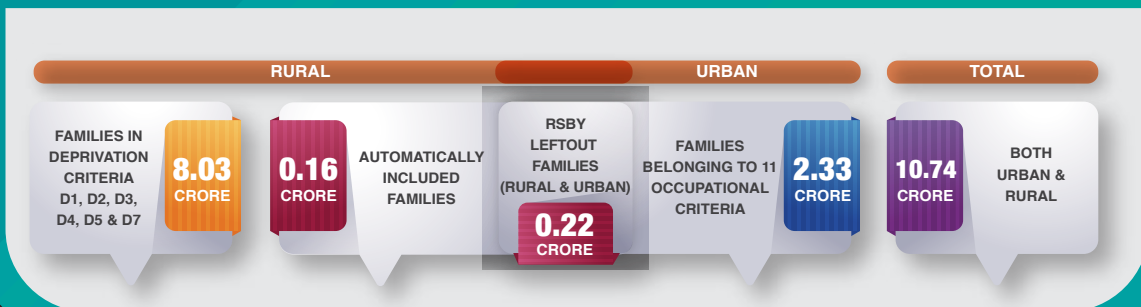 RURAL
URBAN
TOTAL
FAMILIES IN
DEPRIVATION
CRITERIA
D1, D2, D3,
D4, D5 & D7
8.03
CRORE
0.16
CRORE
AUTOMATICALLY
INCLUDED
FAMILIES
RSBY
LEFTOUT
FAMILIES
(RURAL & URBAN)
0.22
CRORE
FAMILIES
BELONGING TO 11
OCCUPATIONAL
CRITERIA
2.33
CRORE
10.74
CRORE
BOTH
URBAN &
RURAL